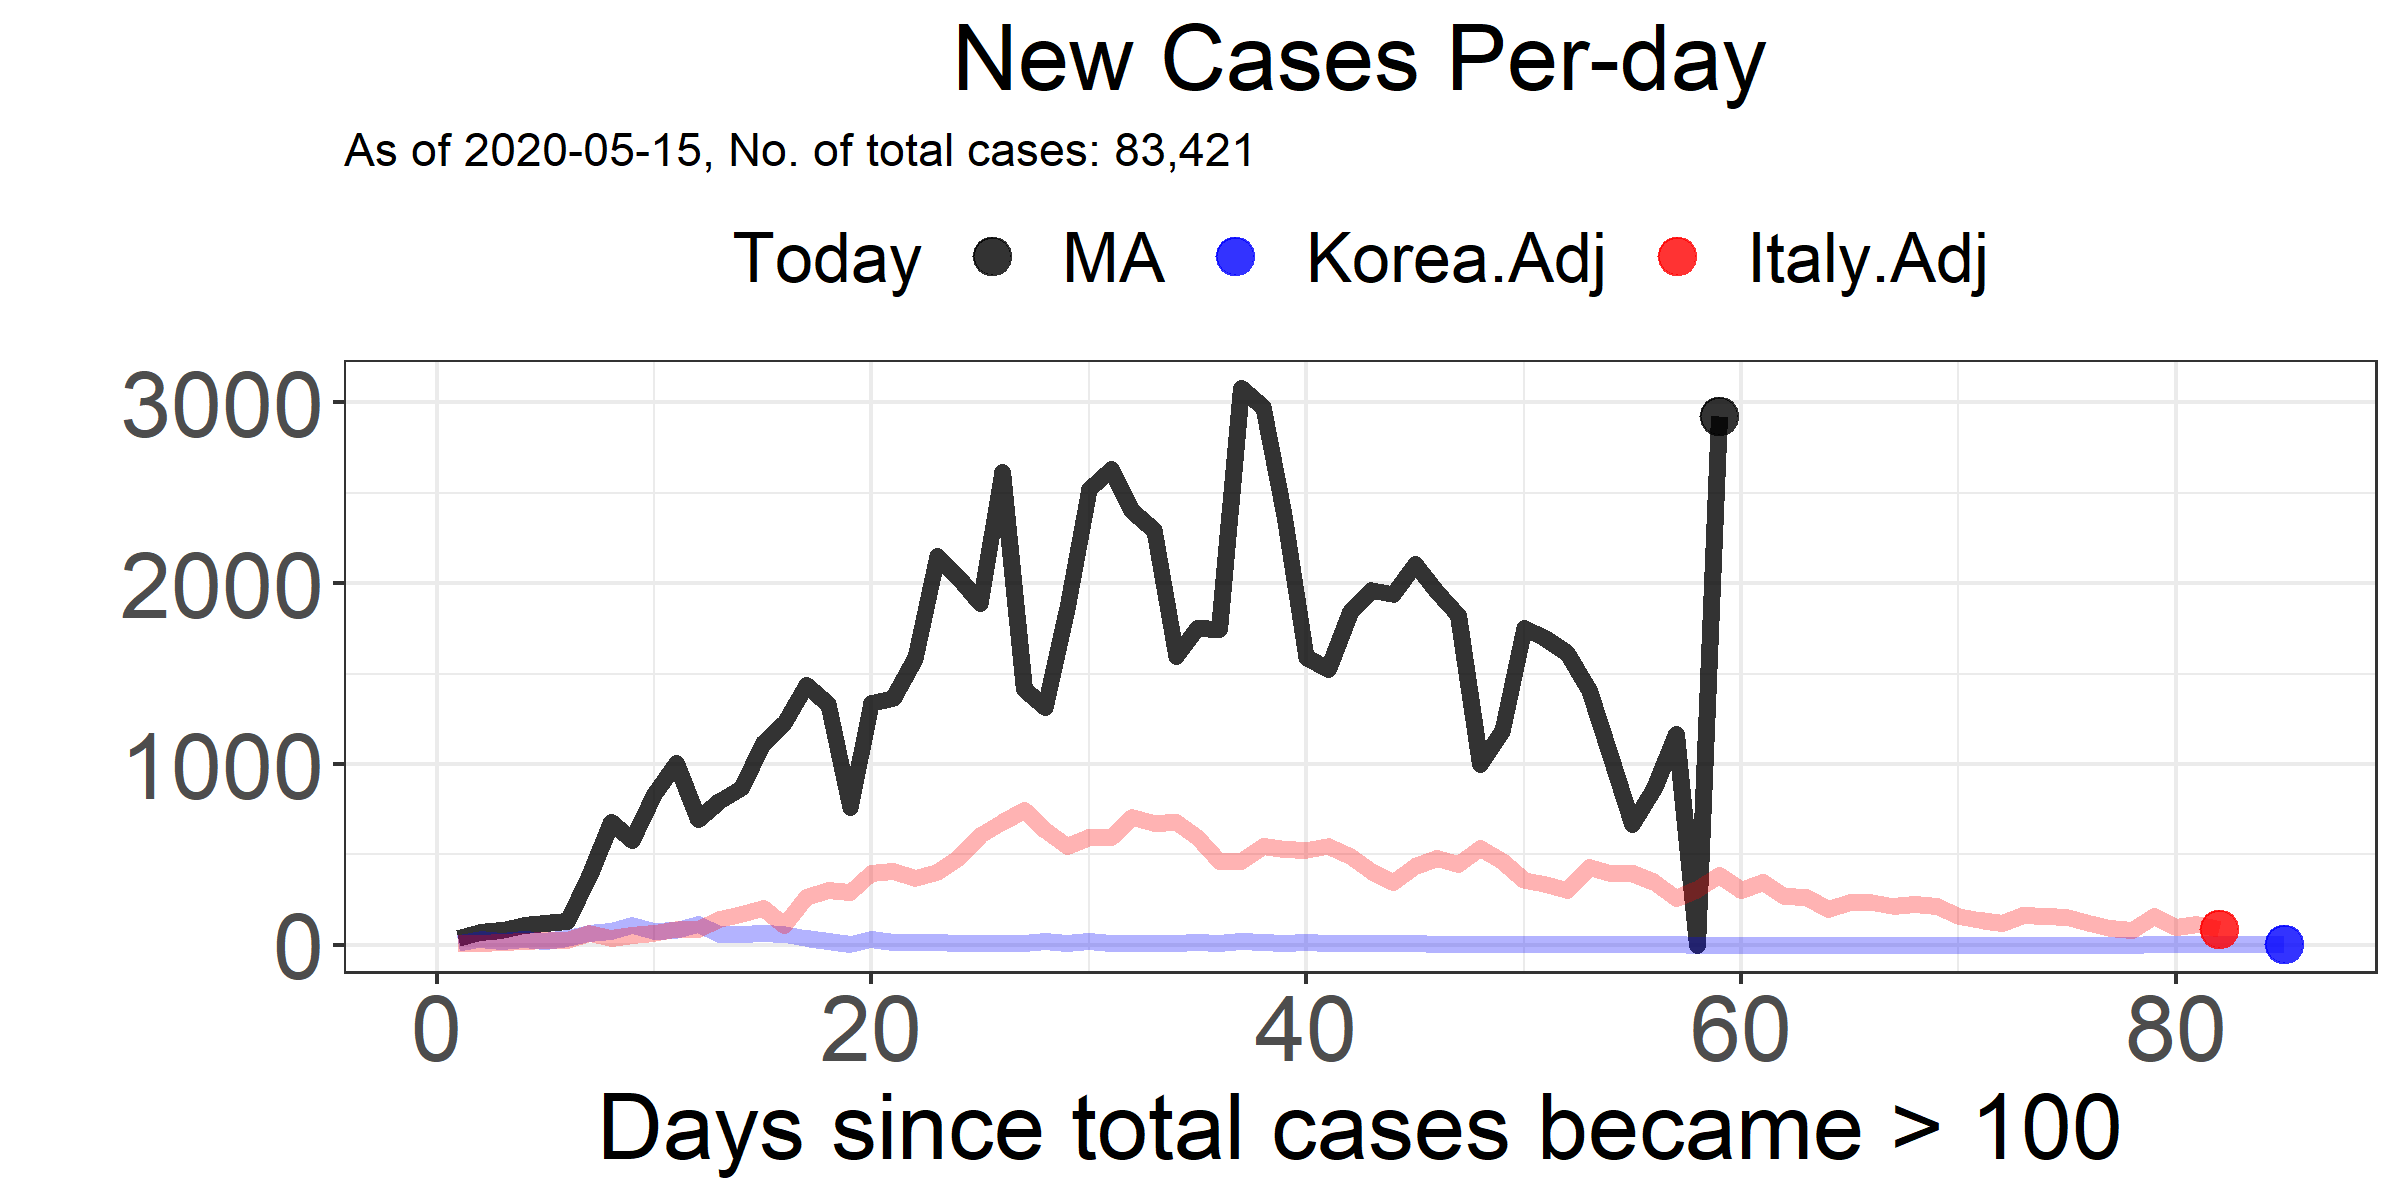 New Cases Per-day
As of 2020-05-15, No. of total cases: 83,421
Today MA Korea.Adj Italy.Adj
3000
2000
1000
0
0 20 40 60 80
Days since total cases became > 100